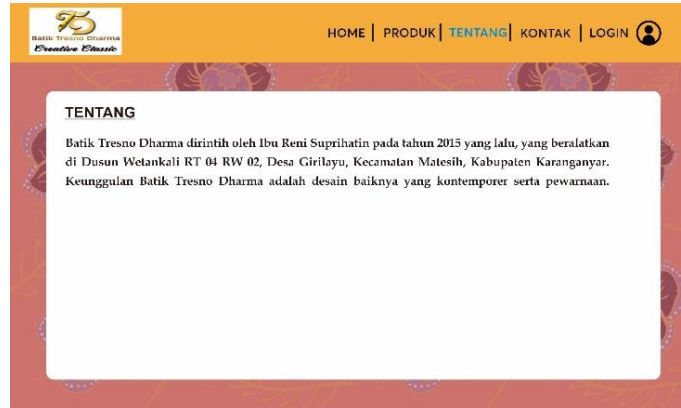 Batik Tresno Dharma
Creative Classic
HOME | PRODUK | TENTANG | KONTAK | LOGIN
TENTANG
Batik Tresno Dharma dirintih oleh Ibu Reni Suprihatin pada tahun 2015 yang lalu, yang beralatkan
di Dusun Wetankali RT 04 RW 02, Desa Girilayu, Kecamatan Matesih, Kabupaten Karanganyar.
Keunggulan Batik Tresno Dharma adalah desain baiknya yang kontemporer serta pewarnaan.